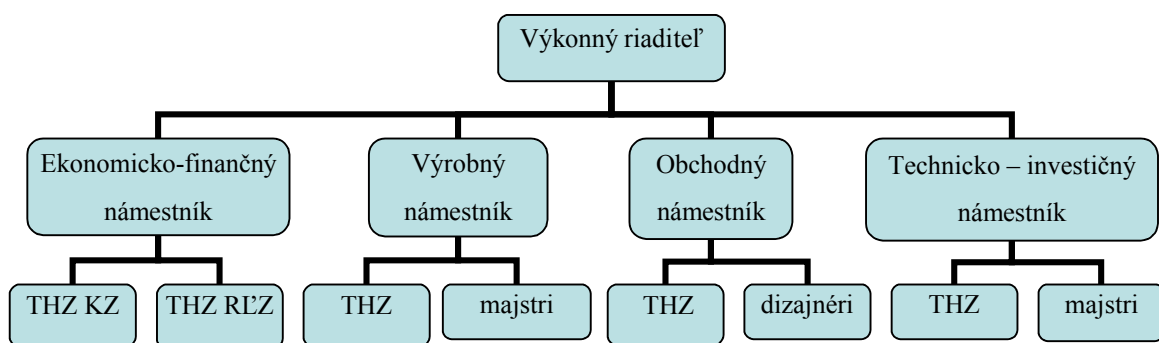 Výkonný riaditeľ
Ekonomicko-finančný
námestník
Výrobný
námestník
Obchodný
námestník
Technicko – investičný
námestník
THZ KZ
THZ RĽZ
THZ
majstri
THZ
dizajnéri
THZ
majstri